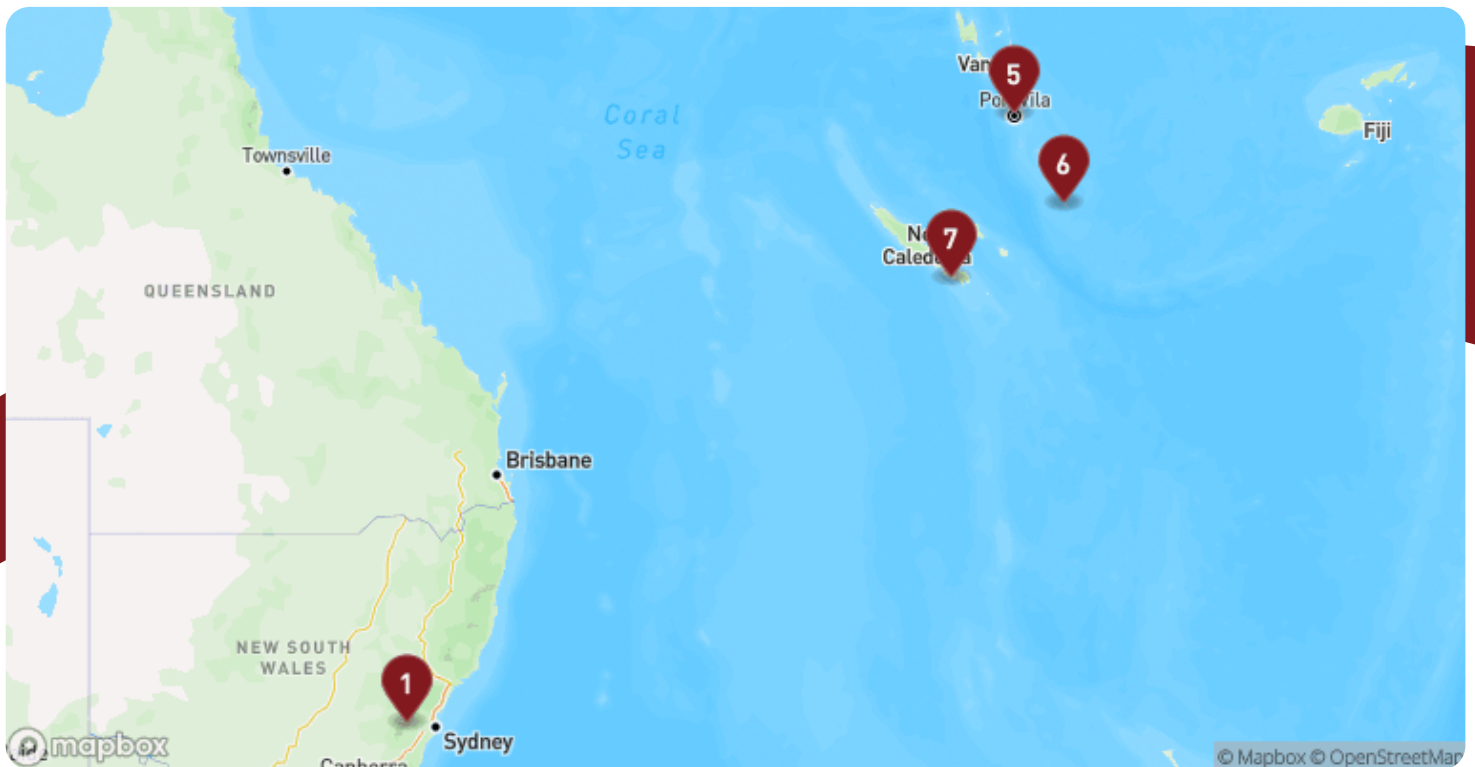 Coral
Sea
5
Fiji
Townsville
6
7
QUEENSLAND
Brisbane
NEW SOUTH
WALES
1
Sydney
mapbox
© Mapbox © OpenStreetMap